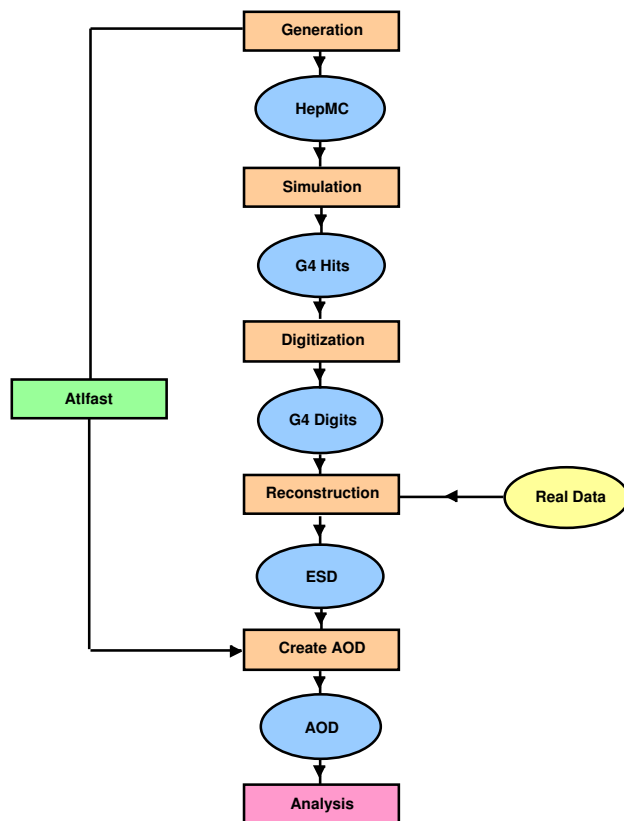 Generation
HepMC
Simulation
G4 Hits
Digitization
Atlfast
G4 Digits
Reconstruction
Real Data
ESD
Create AOD
AOD
Analysis